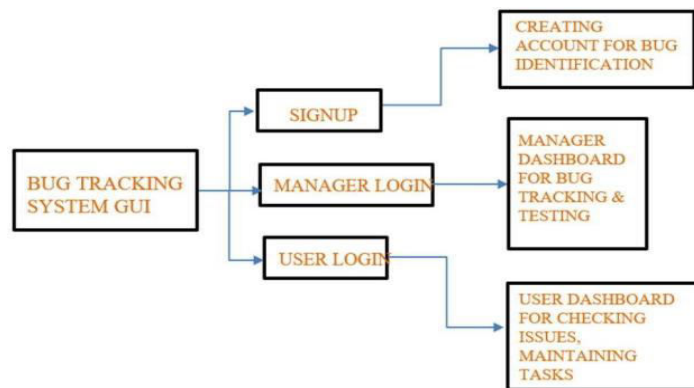 BUG TRACKING
SYSTEM GUI
SIGNUP
MANAGER LOGIN
USER LOGIN
CREATING
ACCOUNT FOR BUG
IDENTIFICATION
MANAGER
DASHBOARD
FOR BUG
TRACKING &
TESTING
USER DASHBOARD
FOR CHECKING
ISSUES,
MAINTAINING
TASKS